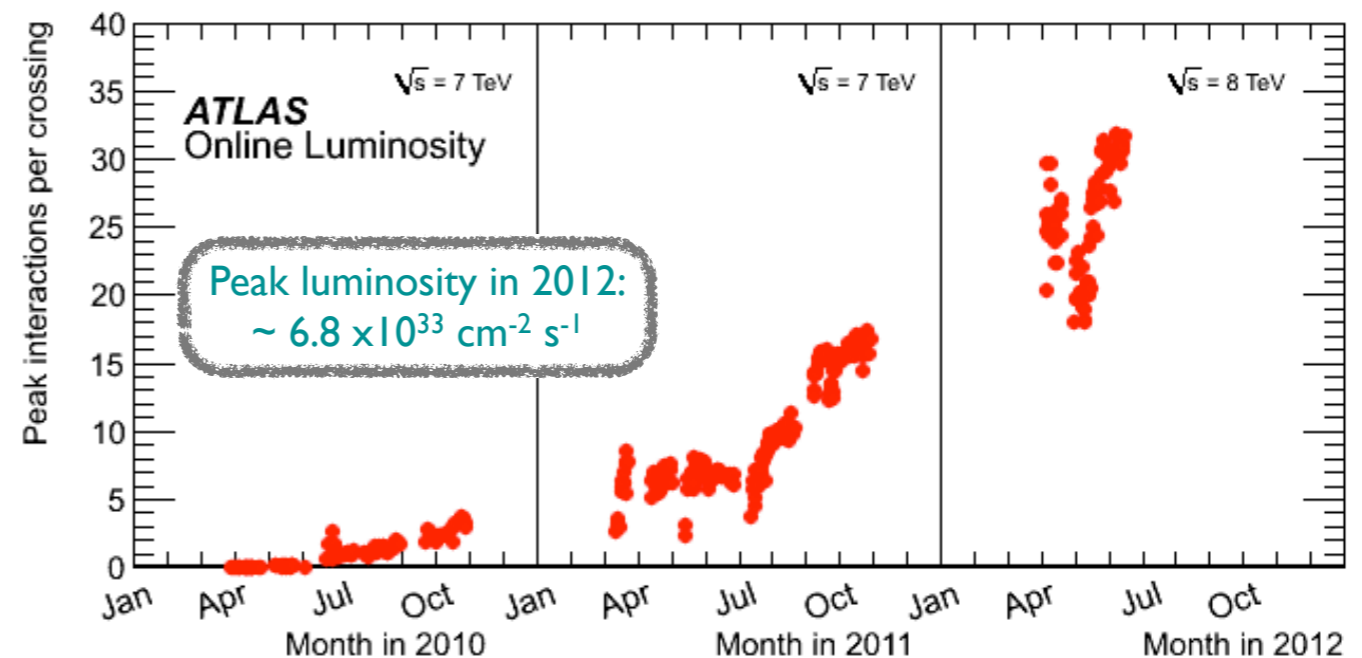 Peak interactions per crossing
40
35
30
25
20
15
10
5
0
ATLAS
Online Luminosity
√s = 7 TeV
√s = 7 TeV
√s = 8 TeV
Peak luminosity in 2012:
~ 6.8 x10³³ cm⁻² s⁻¹
Jan Apr Jul Oct Jan Apr Jul Oct Jan Apr Jul Oct
Month in 2010 Month in 2011 Month in 2012